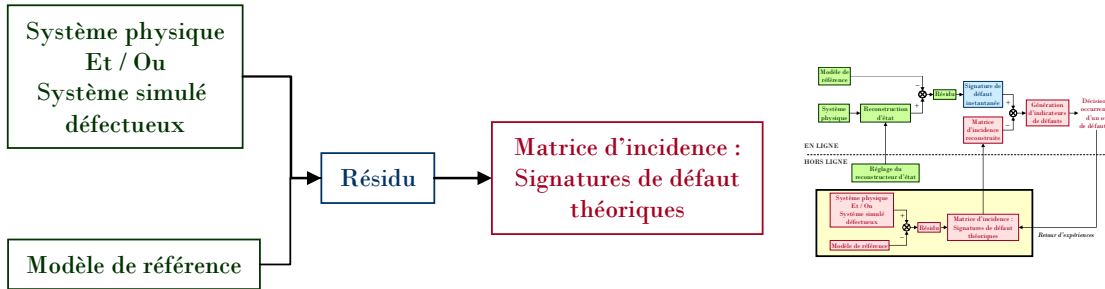 Système physique
Et / Ou
Système simulé
défectueux
Modèle de référence
Résidu
Matrice d'incidence :
Signatures de défaut
théoriques
Modèle de
référence
Système
physique
Reconstruction
d'état
Résidu
Signature de
défaut
instantanée
Matrice
d'incidence
reconstruite
Génération
d'indicateurs
de défauts
d'un
de défaut
EN LIGNE
HORS LIGNE
Réglage du
reconstructeur d'état
Système physique
Et / Ou
Système simulé
défectueux
Modèle de référence
Résidu
Matrice d'incidence :
Signatures de défaut
théoriques
Retour d'expériences